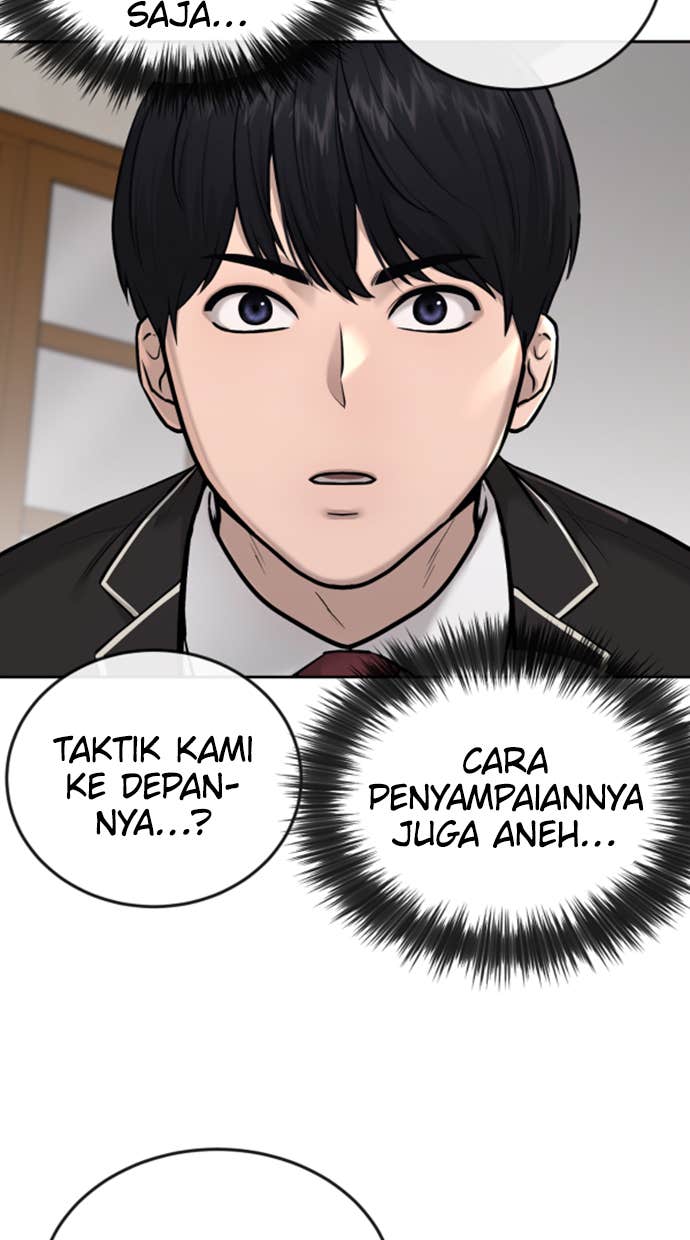 SAJA...
TAKTIK KAMI
KE DEPAN-
NYA...?
CARA
PENYAMPAIANNYA
JUGA ANEH...